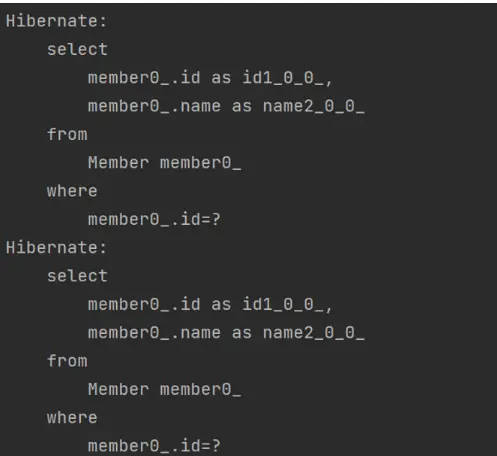 Hibernate:
    select
        member0_.id as id1_0_0_,
        member0_.name as name2_0_0_
    from
        Member member0_
    where
        member0_.id=?
Hibernate:
    select
        member0_.id as id1_0_0_,
        member0_.name as name2_0_0_
    from
        Member member0_
    where
        member0_.id=?